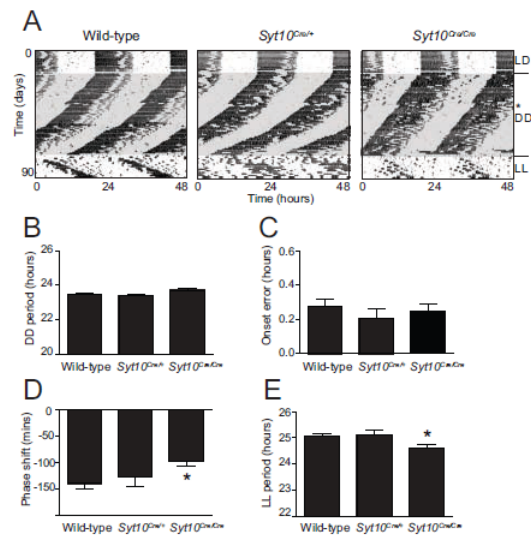 A
Wild-type Syt10Cre/+ Syt10Cre/Cre
0
Time (days)
90
LD
*
DD
LL
0 24 48 0 24 48 0 24 48
Time (hours)
B
DD period (hours)
26
24
22
20
Wild-type Syt10Cre/+ Syt10Cre/Cre
C
Onset error (hours)
0.6
0.4
0.2
0.0
Wild-type Syt10Cre/+ Syt10Cre/Cre
D
Phase shift (mins)
0
-50
-100
-150
*
Wild-type Syt10Cre/+ Syt10Cre/Cre
E
LL period (hours)
26
25
24
22
*
Wild-type Syt10Cre/+ Syt10Cre/Cre